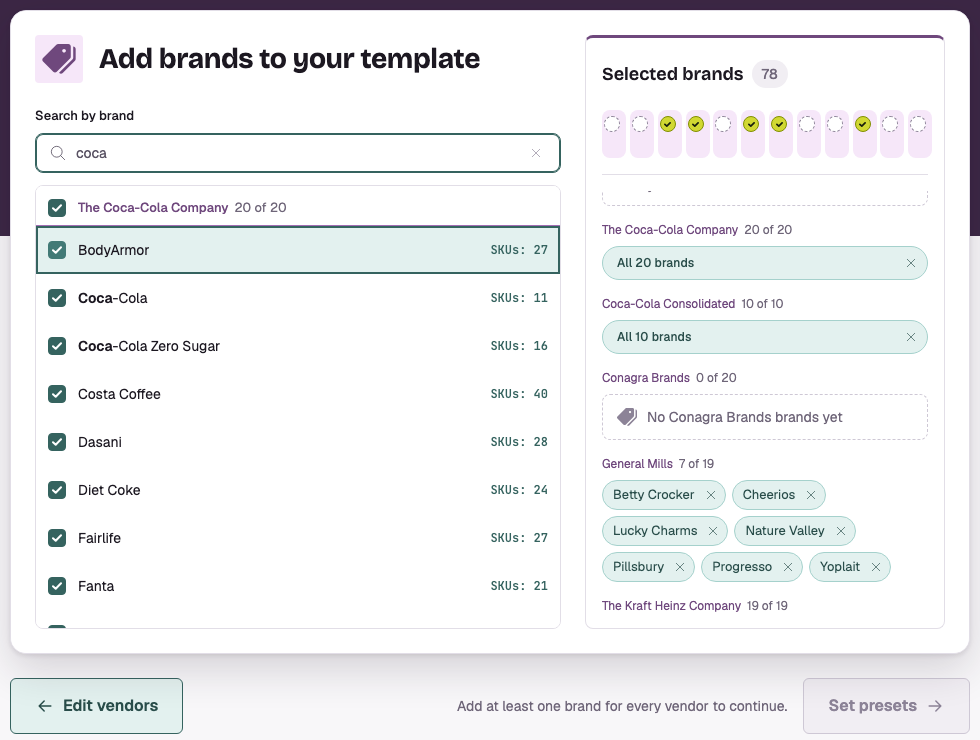 Add brands to your template
Search by brand
coca
The Coca-Cola Company 20 of 20
BodyArmor SKUs: 27
Coca-Cola SKUs: 11
Coca-Cola Zero Sugar SKUs: 16
Costa Coffee SKUs: 40
Dasani SKUs: 28
Diet Coke SKUs: 24
Fairlife SKUs: 27
Fanta SKUs: 21
Selected brands 78
The Coca-Cola Company 20 of 20
All 20 brands
Coca-Cola Consolidated 10 of 10
All 10 brands
Conagra Brands 0 of 20
No Conagra Brands brands yet
General Mills 7 of 19
Betty Crocker Cheerios
Lucky Charms Nature Valley
Pillsbury Progresso Yoplait
The Kraft Heinz Company 19 of 19
Edit vendors
Add at least one brand for every vendor to continue.
Set presets